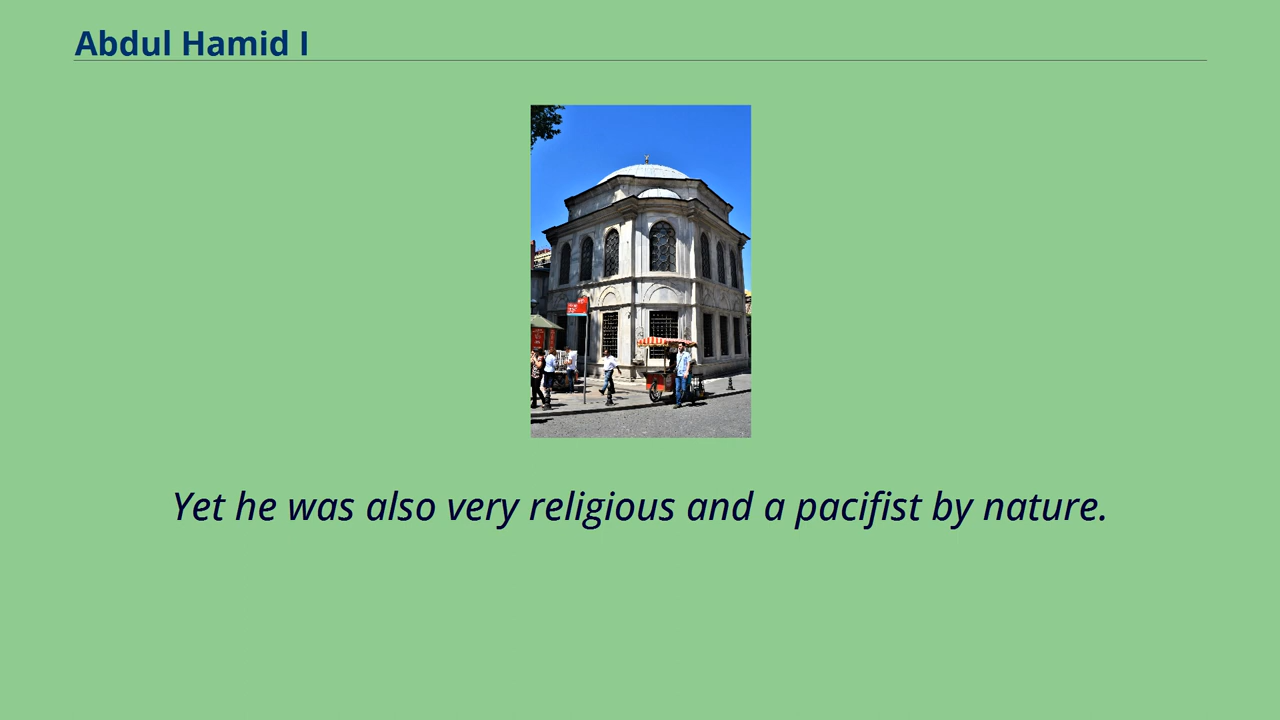 Abdul Hamid I
Yet he was also very religious and a pacifist by nature.